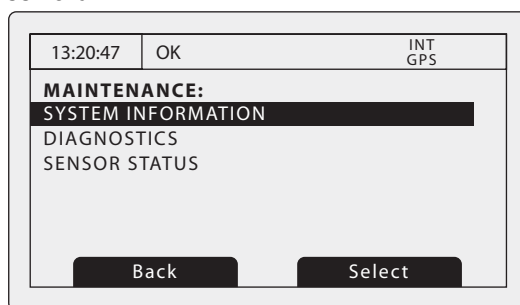 13:20:47 OK INT
GPS
MAINTENANCE:
SYSTEM INFORMATION
DIAGNOSTICS
SENSOR STATUS
Back Select